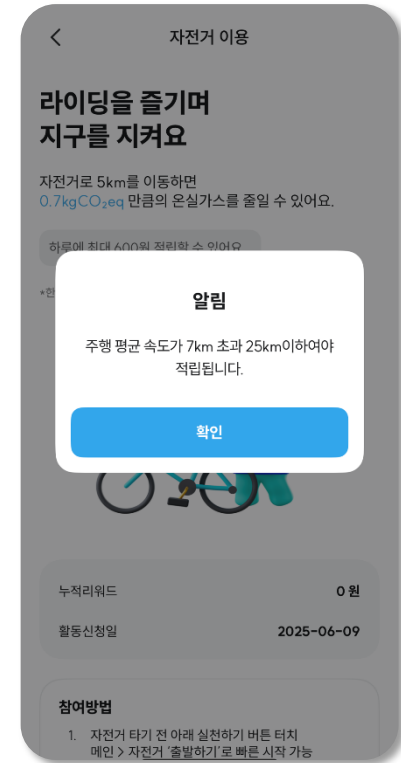 자전거 이용
라이딩을 즐기며
지구를 지켜요
자전거로 5km를 이동하면
0.7kgCO₂eq 만큼의 온실가스를 줄일 수 있어요.
하루에 최대 600원 적립할 수 있어요
*한
알림
주행 평균 속도가 7km 초과 25km이하여야
적립됩니다.
확인
누적리워드 0 원
활동신청일 2025-06-09
참여방법
1. 자전거 타기 전 아래 실천하기 버튼 터치
메인 > 자전거 '출발하기'로 빠른 시작 가능